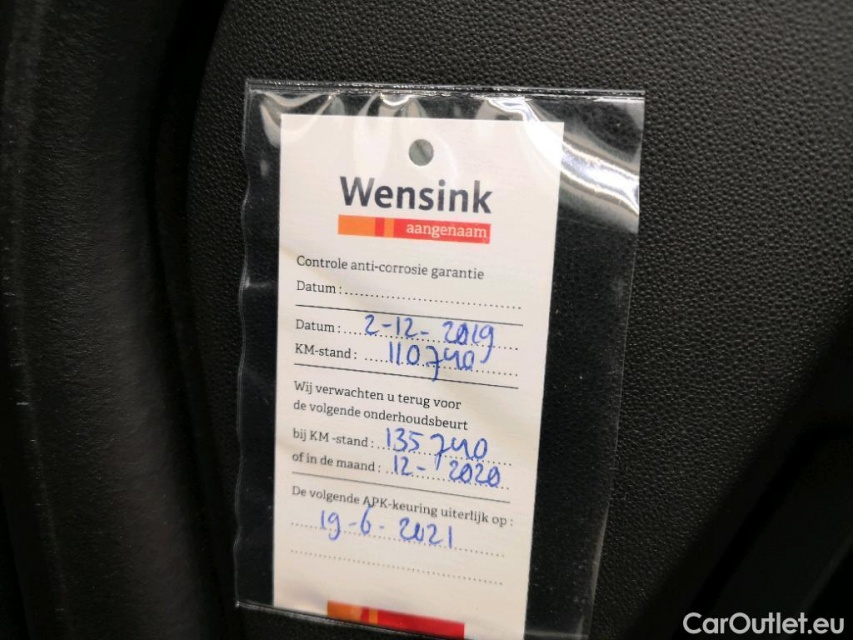 Wensink
aangenaam
Controle anti-corrosie garantie
Datum :
Datum : 2-12-2019
KM-stand : 110740
Wij verwachten u terug voor
de volgende onderhoudsbeurt
bij KM -stand : 135740
of in de maand : 12- 2020
De volgende APK-keuring uiterlijk op :
19-6-2021
CarOutlet.eu